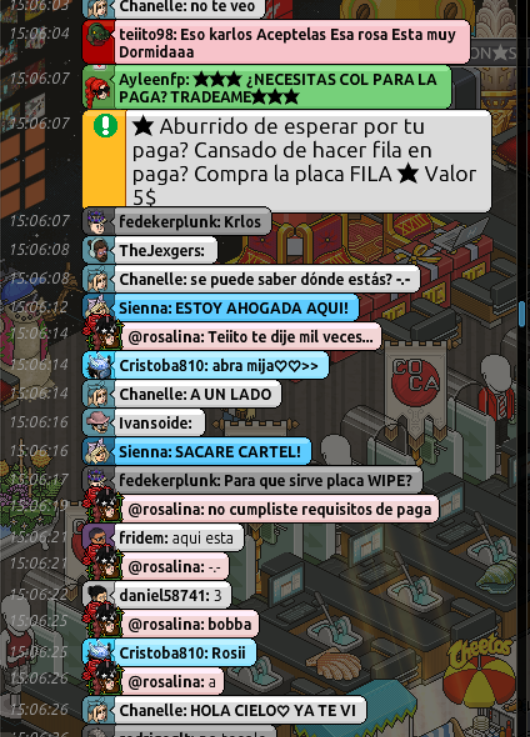 15:06:03 Chanelle: no te veo
15:06:04 teiito98: Eso karlos Aceptelas Esa rosa Esta muy
Dormidaaa
15:06:07 Ayleenfp: ★★★ ¿NECESITAS COL PARA LA
PAGA? TRADEAME★★★
15:06:07 ★ Aburrido de esperar por tu
paga? Cansado de hacer fila en
paga? Compra la placa FILA ★ Valor
5$
15:06:07 fedekerplunk: Krlos
15:06:08 TheJexgers:
15:06:08 Chanelle: se puede saber dónde estás? -.-
15:06:12 Sienna: ESTOY AHOGADA AQUI!
15:06:14 @rosalina: Teiito te dije mil veces...
15:06:14 Cristoba810: abra mija♡♡>>
15:06:14 Chanelle: A UN LADO
15:06:16 Ivansoide:
15:06:16 Sienna: SACARE CARTEL!
15:06:17 fedekerplunk: Para que sirve placa WIPE?
15:06:19 @rosalina: no cumpliste requisitos de paga
15:06:21 fridem: aqui esta
15:06:21 @rosalina: -.-
15:06:22 daniel58741: 3
15:06:25 @rosalina: bobba
15:06:25 Cristoba810: Rosii
15:06:26 @rosalina: a
15:06:26 Chanelle: HOLA CIELO♡ YA TE VI
ON★S
COCA
Cheetos